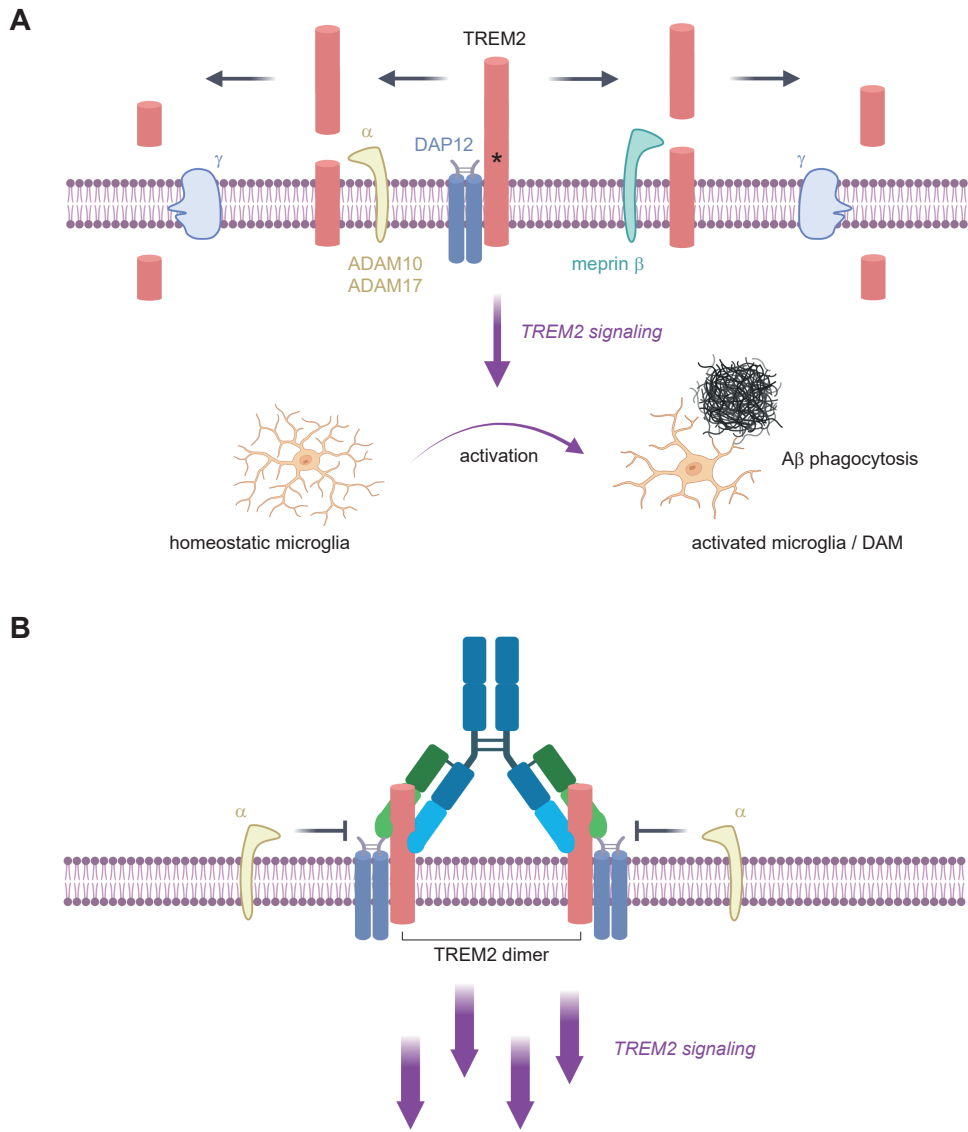 A
TREM2
α
DAP12
*
γ
γ
ADAM10
ADAM17
meprin β
TREM2 signaling
activation
Aβ phagocytosis
homeostatic microglia
activated microglia / DAM
B
α
α
TREM2 dimer
TREM2 signaling